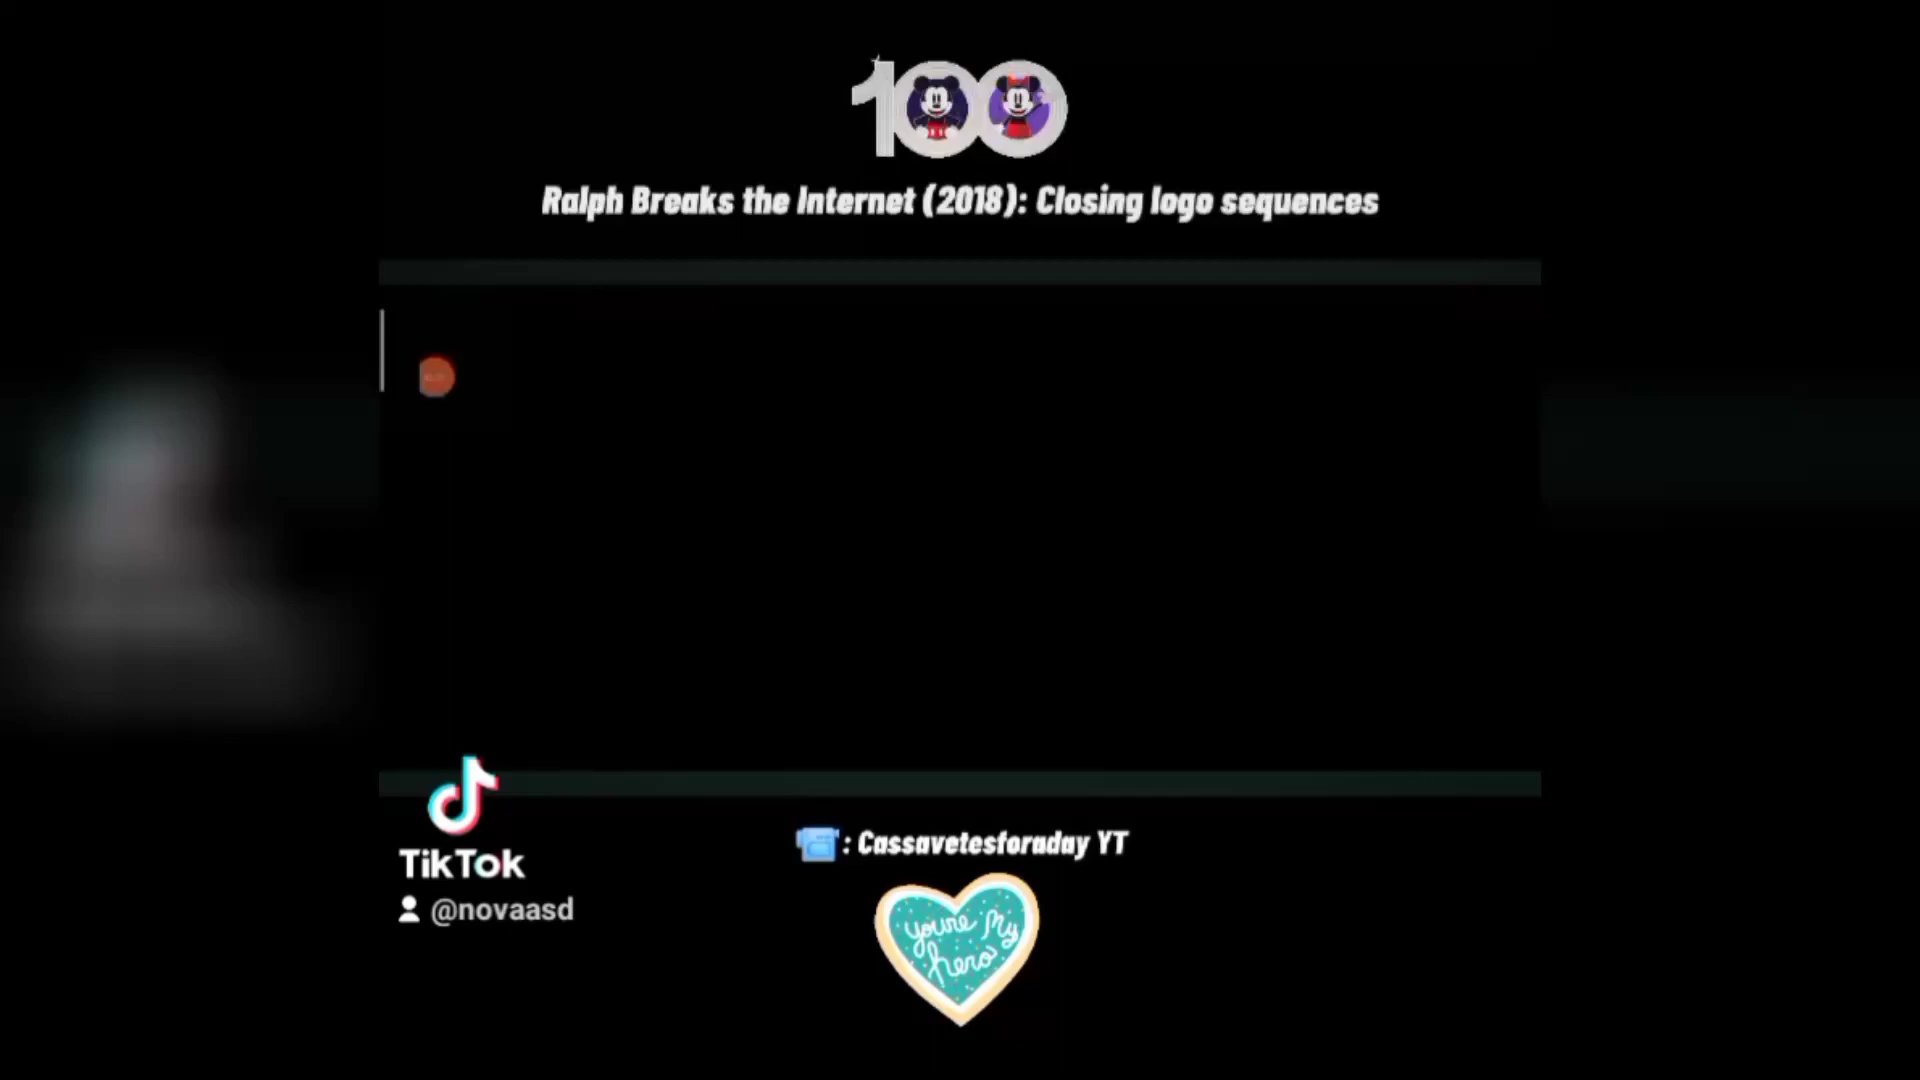 100
Ralph Breaks the Internet (2018): Closing logo sequences
TikTok
@novaasd
: Cassavetesforaday YT
you're My
hero